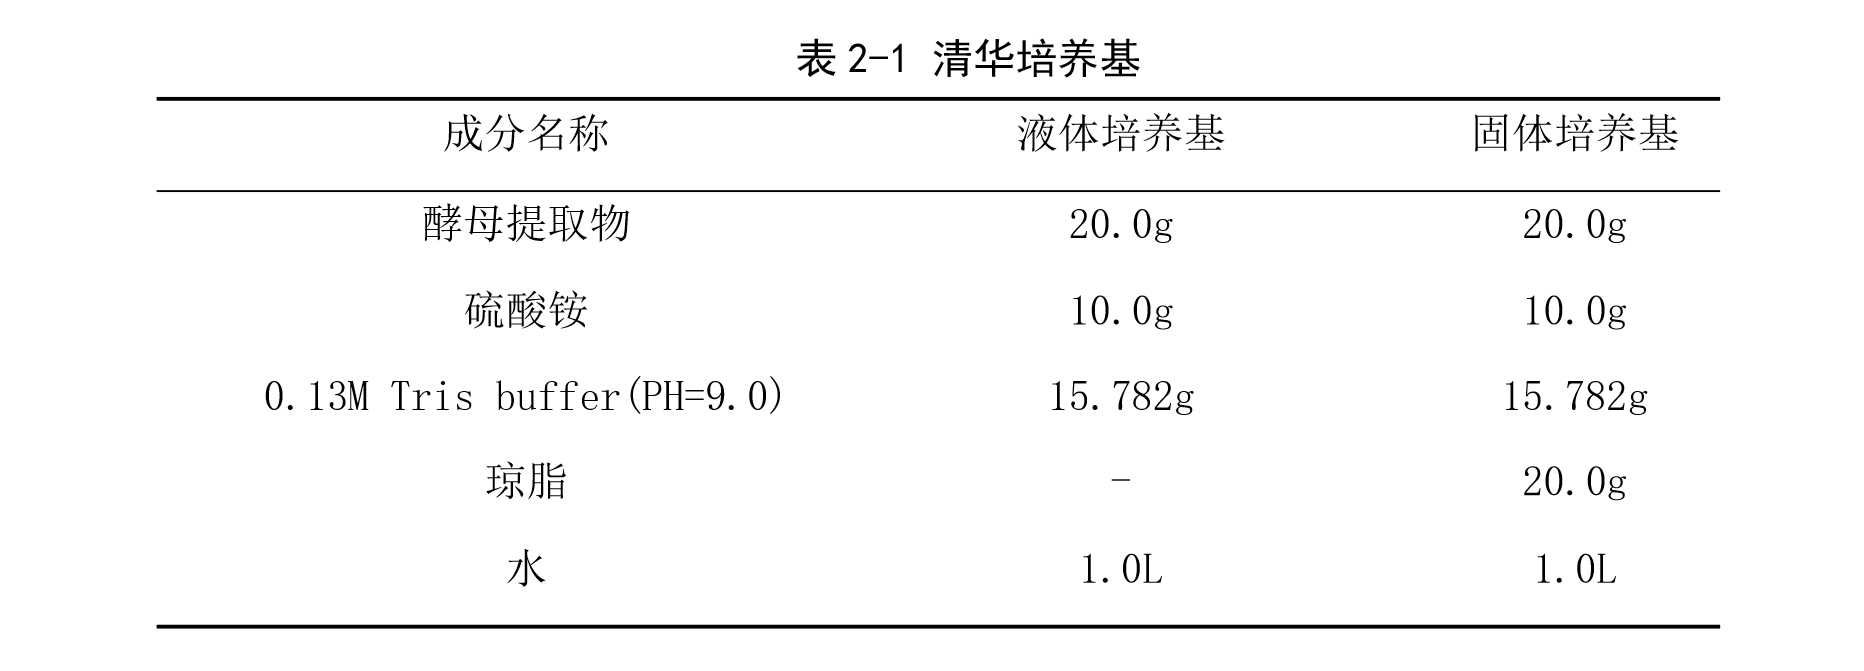 表2-1 清华培养基
成分名称 液体培养基 固体培养基
酵母提取物 20.0g 20.0g
硫酸铵 10.0g 10.0g
0.13M Tris buffer(PH=9.0) 15.782g 15.782g
琼脂 - 20.0g
水 1.0L 1.0L